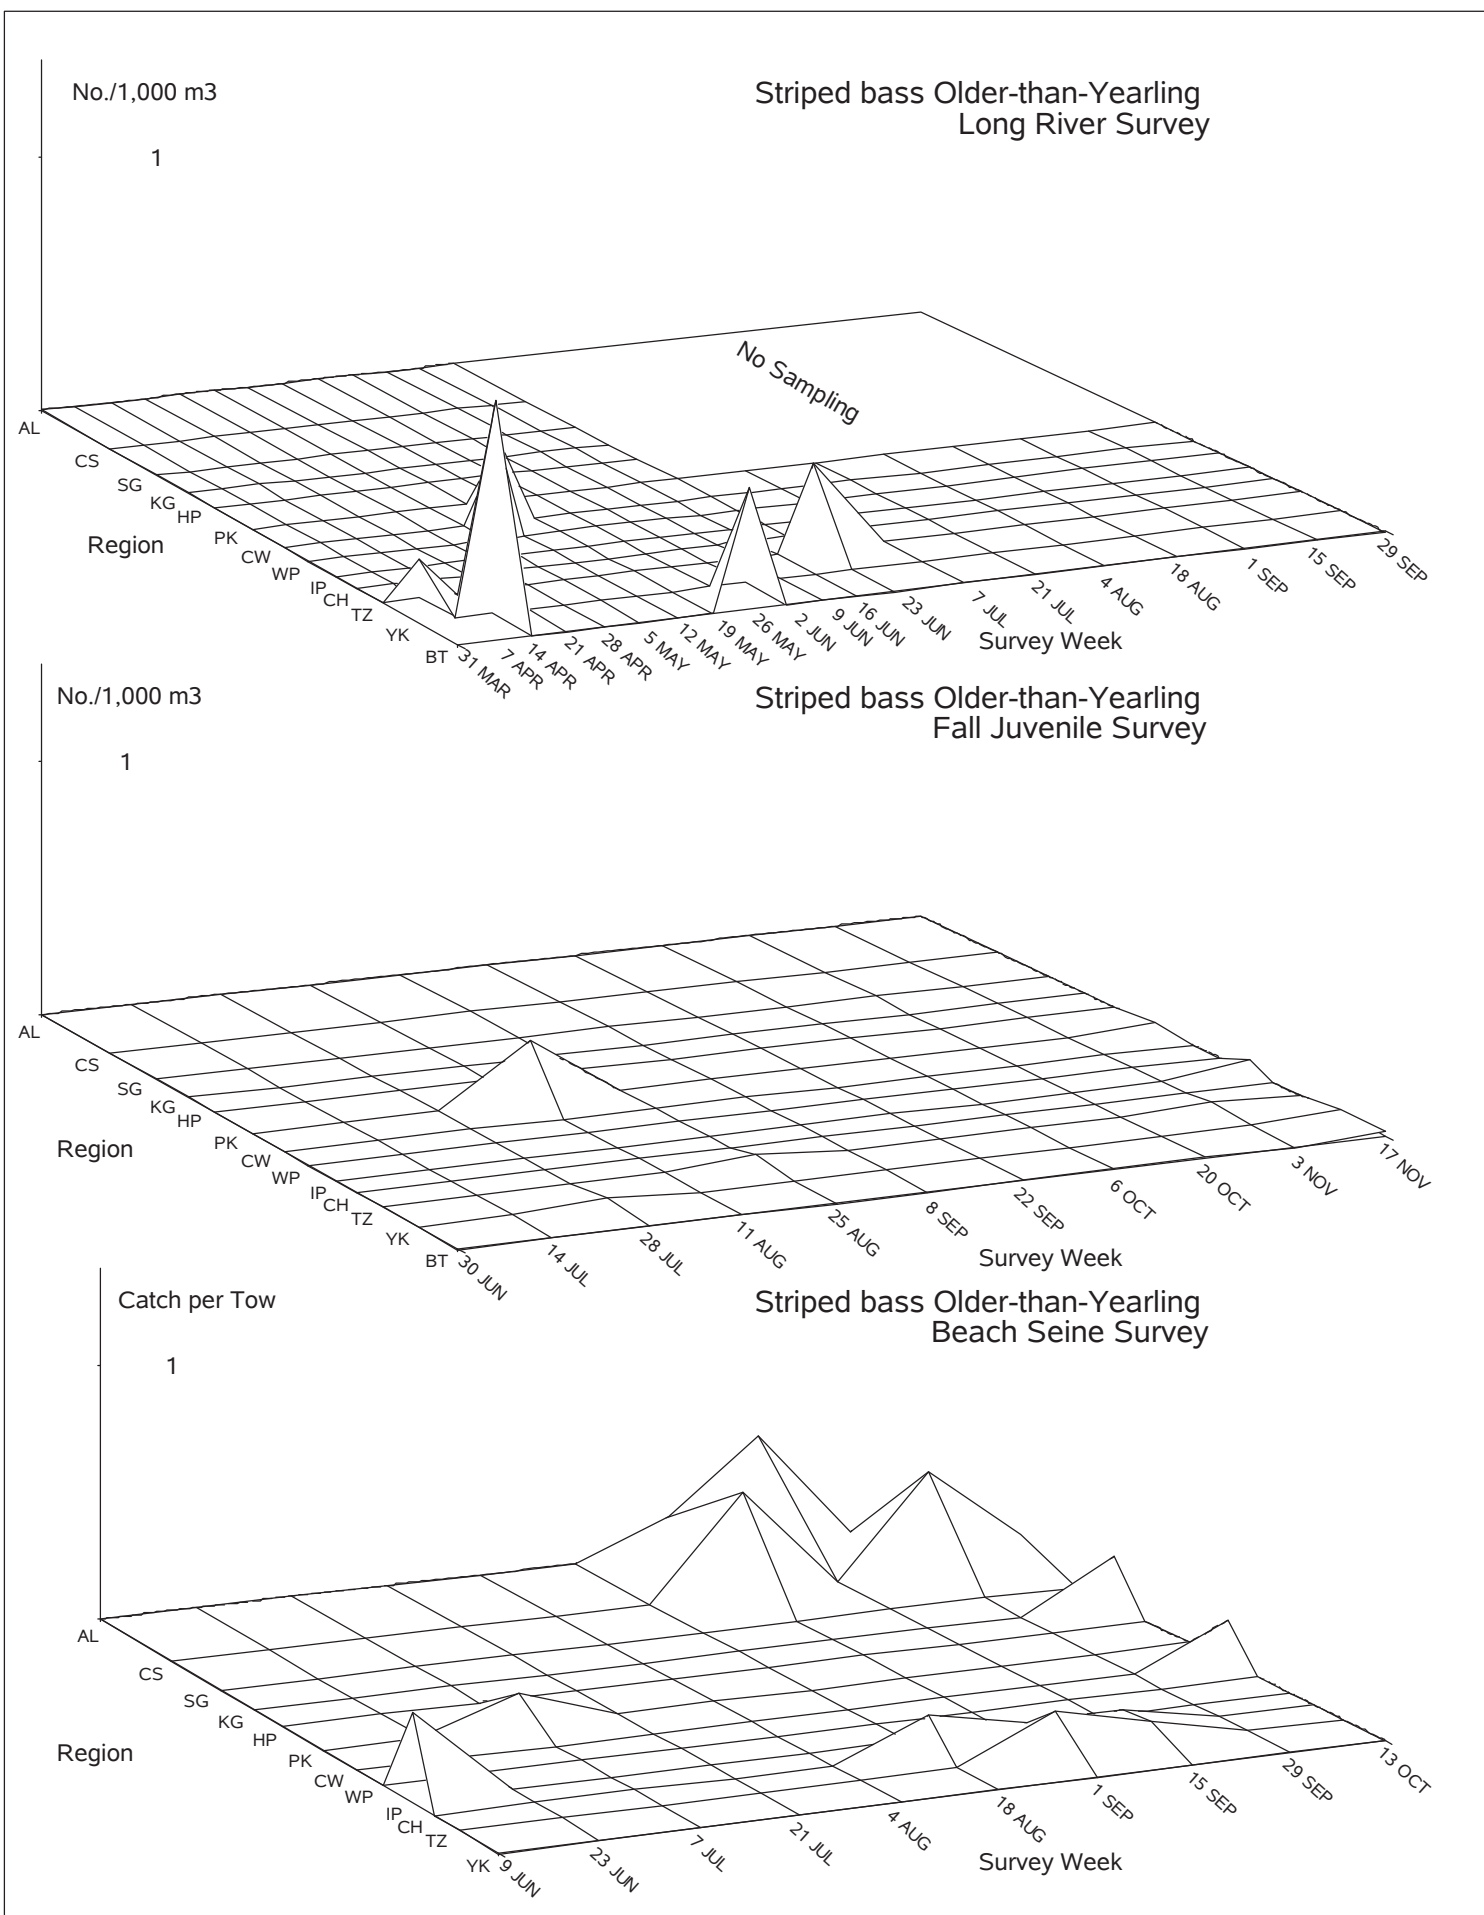 No./1,000 m3
Striped bass Older-than-Yearling
Long River Survey
1
No Sampling
AL
CS
SG
KG
HP
PK
CW
WP
IP
CH
TZ
YK
BT
Region
31 MAR
7 APR
14 APR
21 APR
28 APR
5 MAY
12 MAY
19 MAY
26 MAY
2 JUN
9 JUN
16 JUN
23 JUN
7 JUL
21 JUL
4 AUG
18 AUG
1 SEP
15 SEP
29 SEP
Survey Week
No./1,000 m3
Striped bass Older-than-Yearling
Fall Juvenile Survey
1
AL
CS
SG
KG
HP
PK
CW
WP
IP
CH
TZ
YK
BT
Region
30 JUN
14 JUL
28 JUL
11 AUG
25 AUG
8 SEP
22 SEP
6 OCT
20 OCT
3 NOV
17 NOV
Survey Week
Catch per Tow
Striped bass Older-than-Yearling
Beach Seine Survey
1
AL
CS
SG
KG
HP
PK
CW
WP
IP
CH
TZ
YK
Region
9 JUN
23 JUN
7 JUL
21 JUL
4 AUG
18 AUG
1 SEP
15 SEP
29 SEP
13 OCT
Survey Week